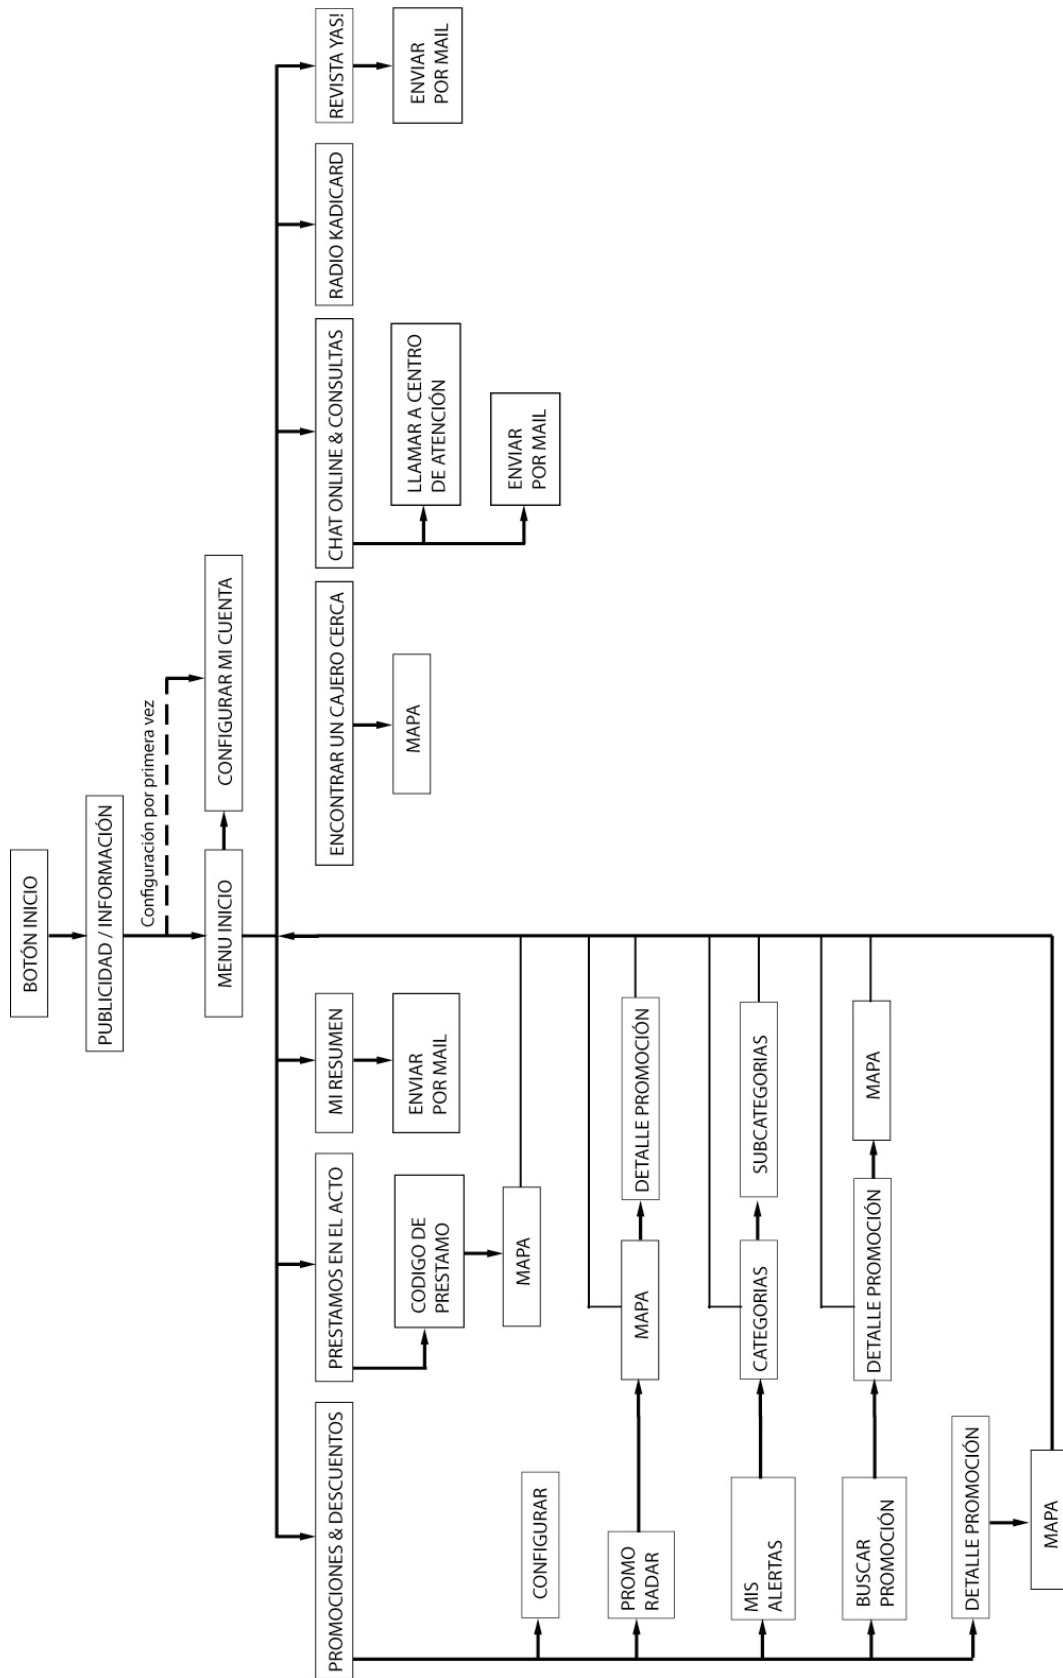 BOTÓN INICIO
PUBLICIDAD / INFORMACIÓN
Configuración por primera vez
MENU INICIO
CONFIGURAR MI CUENTA
PROMOCIONES & DESCUENTOS
PRESTAMOS EN EL ACTO
MI RESUMEN
ENCONTRAR UN CAJERO CERCA
CHAT ONLINE & CONSULTAS
RADIO KADICARD
REVISTA YAS!
CODIGO DE
PRESTAMO
ENVIAR
POR MAIL
MAPA
LLAMAR A CENTRO
DE ATENCIÓN
ENVIAR
POR MAIL
CONFIGURAR
MAPA
ENVIAR
POR MAIL
PROMO
RADAR
MAPA
DETALLE PROMOCIÓN
MIS
ALERTAS
CATEGORIAS
SUBCATEGORIAS
BUSCAR
PROMOCIÓN
DETALLE PROMOCIÓN
MAPA
DETALLE PROMOCIÓN
MAPA